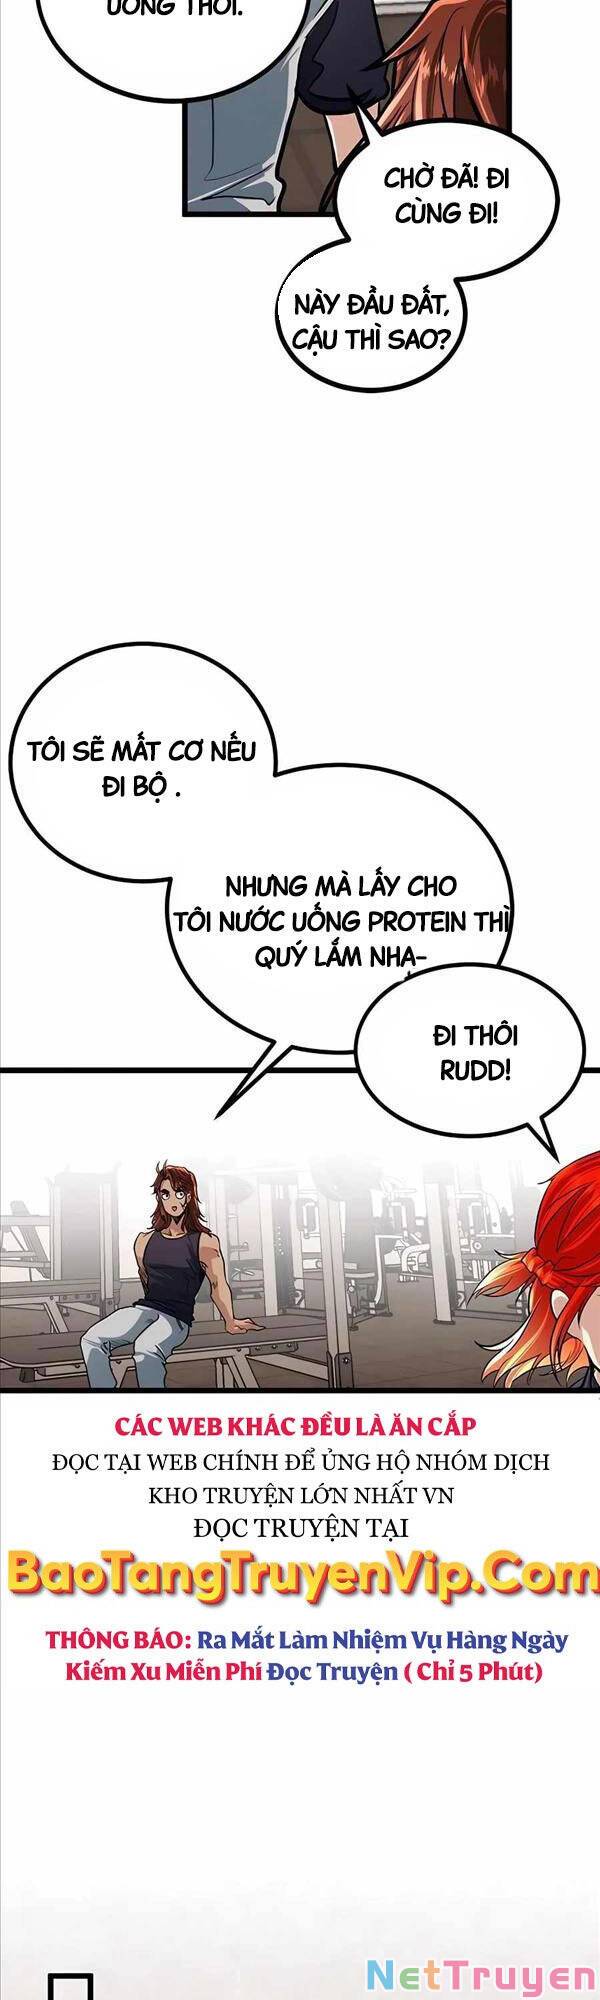 UỐNG THÔI.
CHỜ ĐÃ! ĐI
CÙNG ĐI!
NÀY ĐẦU ĐẤT,
CẬU THÌ SAO?
TÔI SẼ MẤT CƠ NẾU
ĐI BỘ .
NHƯNG MÀ LẤY CHO
TÔI NƯỚC UỐNG PROTEIN THÌ
QUÝ LẮM NHA-
ĐI THÔI
RUDD!
CÁC WEB KHÁC ĐỀU LÀ ĂN CẮP
ĐỌC TẠI WEB CHÍNH ĐỂ ỦNG HỘ NHÓM DỊCH
KHO TRUYỆN LỚN NHẤT VN
ĐỌC TRUYỆN TẠI
BaoTangTruyenVip.Com
THÔNG BÁO: Ra Mắt Làm Nhiệm Vụ Hàng Ngày
Kiếm Xu Miễn Phí Đọc Truyện ( Chỉ 5 Phút)
NetTruyen